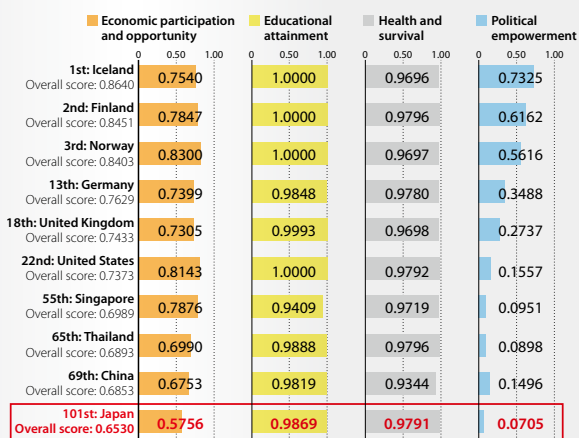 Economic participation and opportunity
Educational attainment
Health and survival
Political empowerment
0 0.50 1.00 0 0.50 1.00 0 0.50 1.00 0 0.50 1.00
1st: Iceland
Overall score: 0.8640
0.7540 1.0000 0.9696 0.7325
2nd: Finland
Overall score: 0.8451
0.7847 1.0000 0.9796 0.6162
3rd: Norway
Overall score: 0.8403
0.8300 1.0000 0.9697 0.5616
13th: Germany
Overall score: 0.7629
0.7399 0.9848 0.9780 0.3488
18th: United Kingdom
Overall score: 0.7433
0.7305 0.9993 0.9698 0.2737
22nd: United States
Overall score: 0.7373
0.8143 1.0000 0.9792 0.1557
55th: Singapore
Overall score: 0.6989
0.7876 0.9409 0.9719 0.0951
65th: Thailand
Overall score: 0.6893
0.6990 0.9888 0.9796 0.0898
69th: China
Overall score: 0.6853
0.6753 0.9819 0.9344 0.1496
101st: Japan
Overall score: 0.6530
0.5756 0.9869 0.9791 0.0705